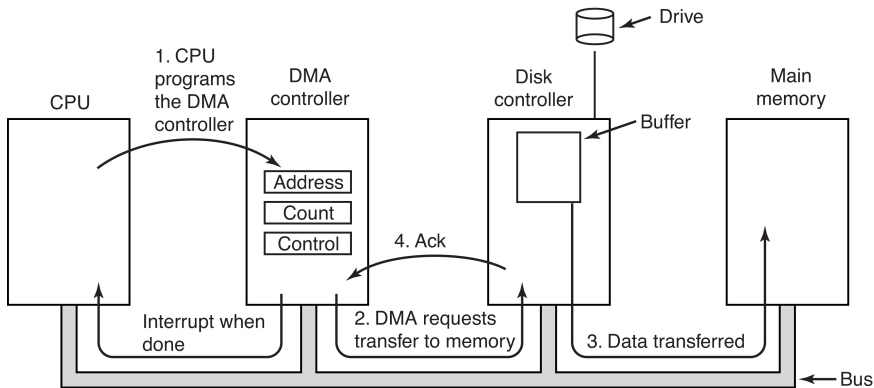 Drive
1. CPU
programs
the DMA
controller
CPU
DMA
controller
Disk
controller
Main
memory
Buffer
Address
Count
Control
4. Ack
Interrupt when
done
2. DMA requests
transfer to memory
3. Data transferred
Bus